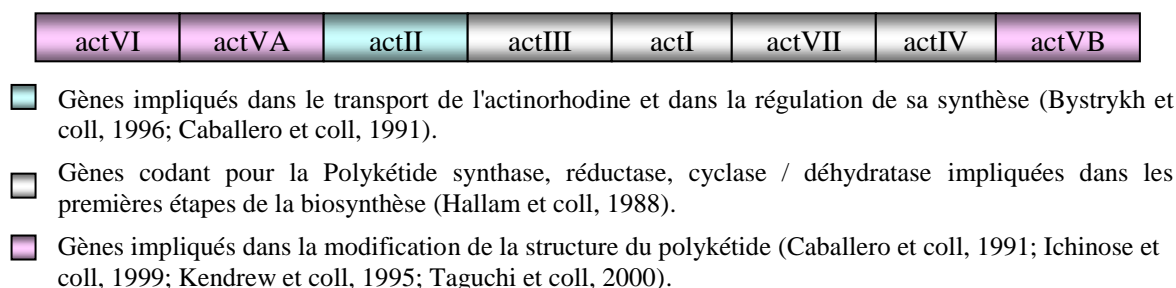 actVI actVA actII actIII actI actVII actIV actVB
Gènes impliqués dans le transport de l'actinorhodine et dans la régulation de sa synthèse (Bystrykh et
coll, 1996; Caballero et coll, 1991).
Gènes codant pour la Polykétide synthase, réductase, cyclase / déhydratase impliquées dans les
premières étapes de la biosynthèse (Hallam et coll, 1988).
Gènes impliqués dans la modification de la structure du polykétide (Caballero et coll, 1991; Ichinose et
coll, 1999; Kendrew et coll, 1995; Taguchi et coll, 2000).